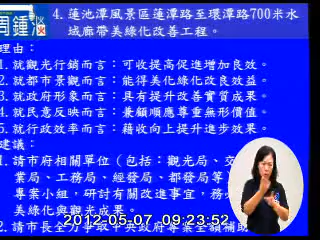 周鍾㴴
4.蓮池潭風景區蓮潭路至環潭路700米水
域廊帶美綠化改善工程。
理由：
1.就觀光行銷而言：可收提高促進增加良效。
2.就都市景觀而言：能得美化綠化改良效益。
3.就政府形象而言：具有提升改善實質成果。
4.就民意反映而言：兼顧順應尊重無形價值。
5.就行政效率而言：藉收向上提升進步效果。
建議：
1.請市府相關單位（包括：觀光局、交
業局、工務局、經發局、都發局等
專案小組，研討有關改進事宜，務
美綠化與觀光成果。
2.請市長全力爭取中央政府專案全額補助
2012-05-07 09:23:52